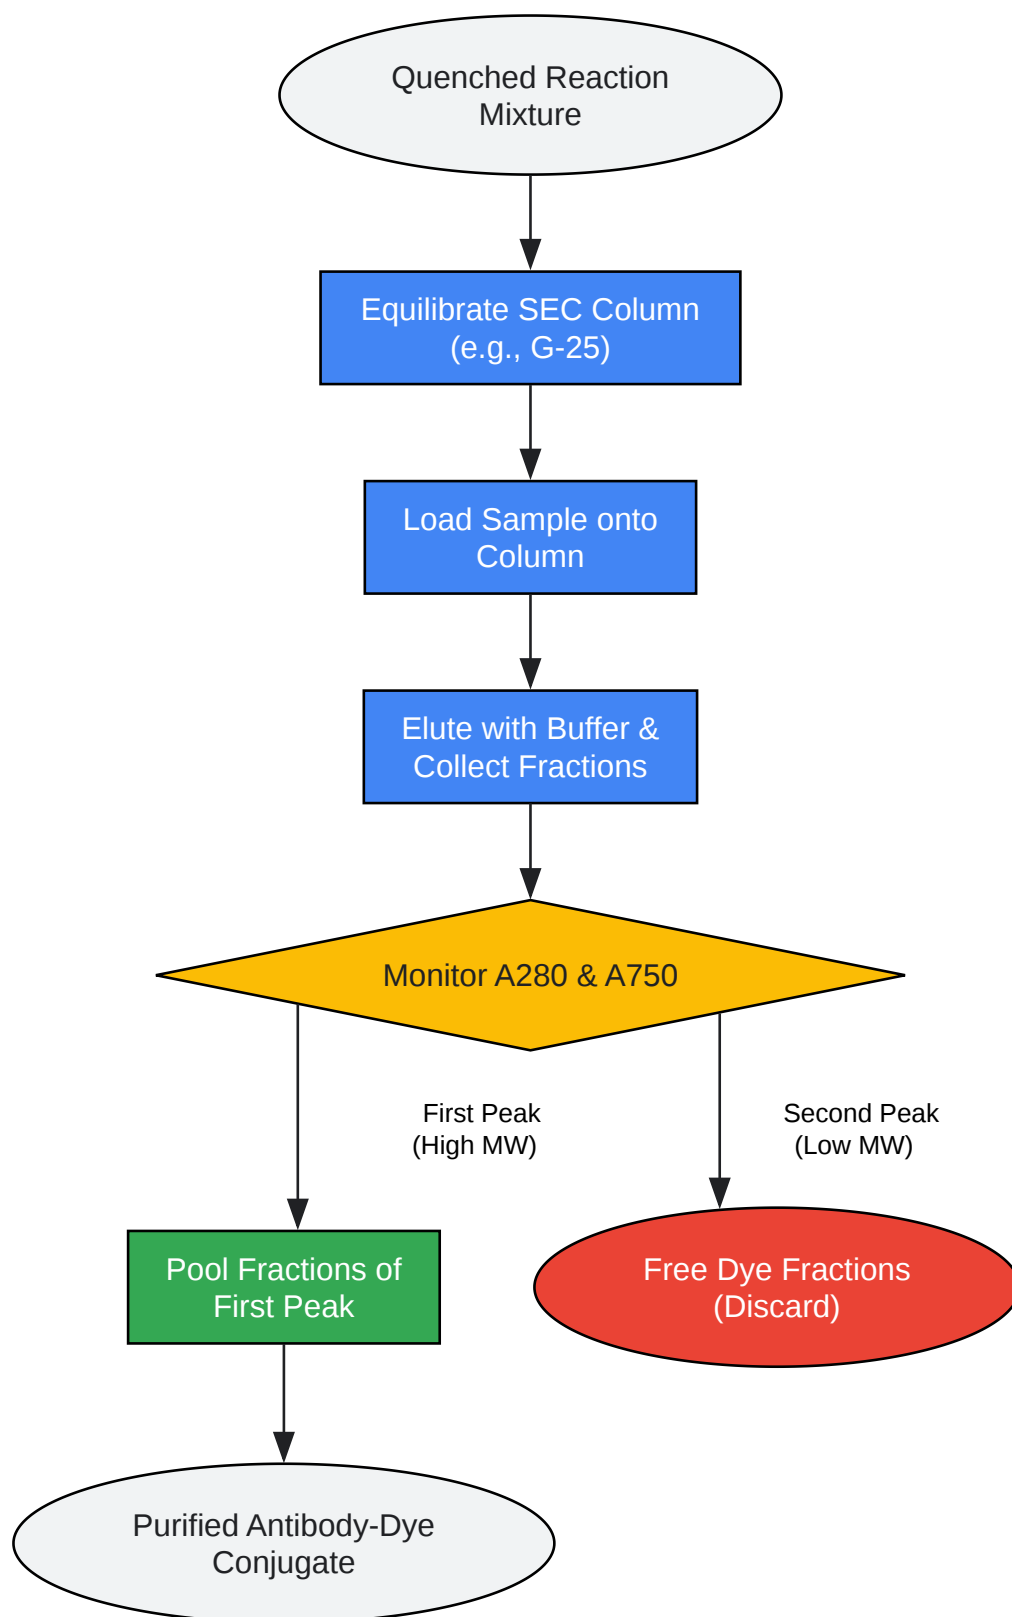 Quenched Reaction
Mixture
Equilibrate SEC Column
(e.g., G-25)
Load Sample onto
Column
Elute with Buffer &
Collect Fractions
Monitor A280 & A750
First Peak
(High MW)
Second Peak
(Low MW)
Pool Fractions of
First Peak
Free Dye Fractions
(Discard)
Purified Antibody-Dye
Conjugate